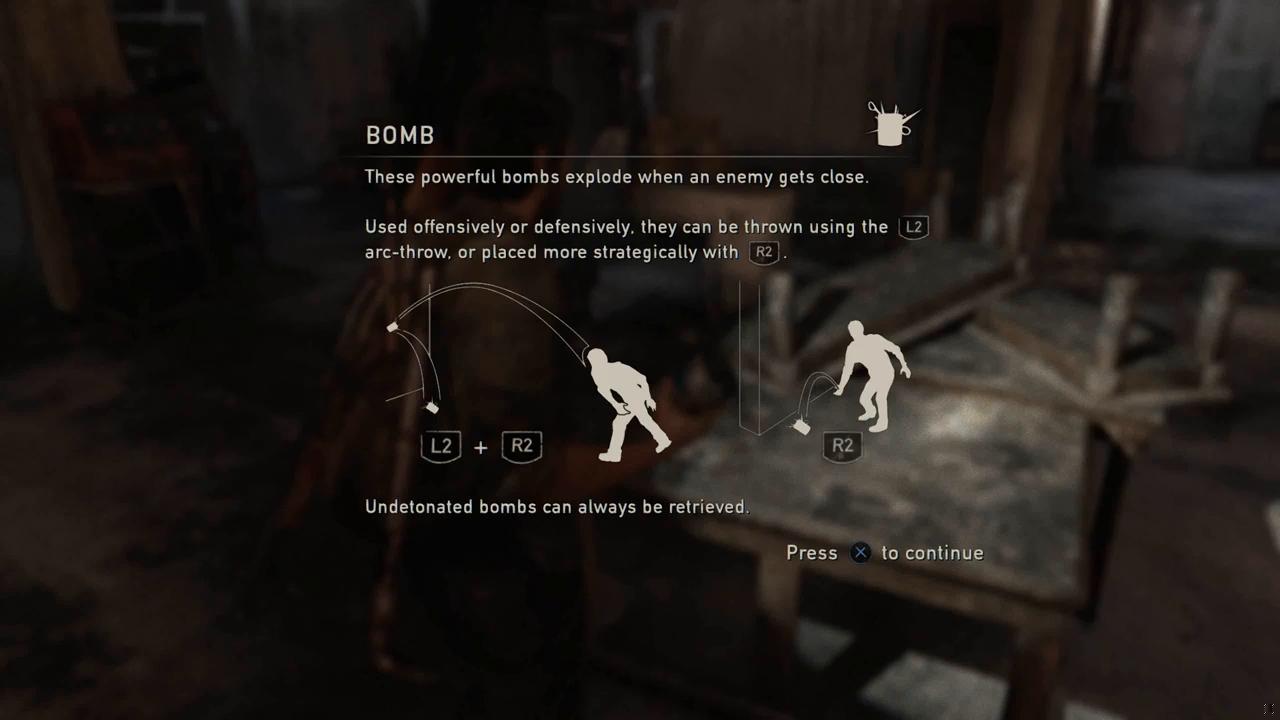 BOMB
These powerful bombs explode when an enemy gets close.
Used offensively or defensively, they can be thrown using the L2
arc-throw, or placed more strategically with R2.
L2 + R2
R2
Undetonated bombs can always be retrieved.
Press to continue